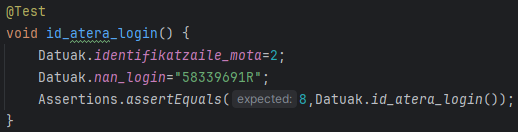 @Test
void id_atera_login() {
Datuak.identifikatzaile_mota=2;
Datuak.nan_login="58339691R";
Assertions.assertEquals( expected: 8,Datuak.id_atera_login());
}